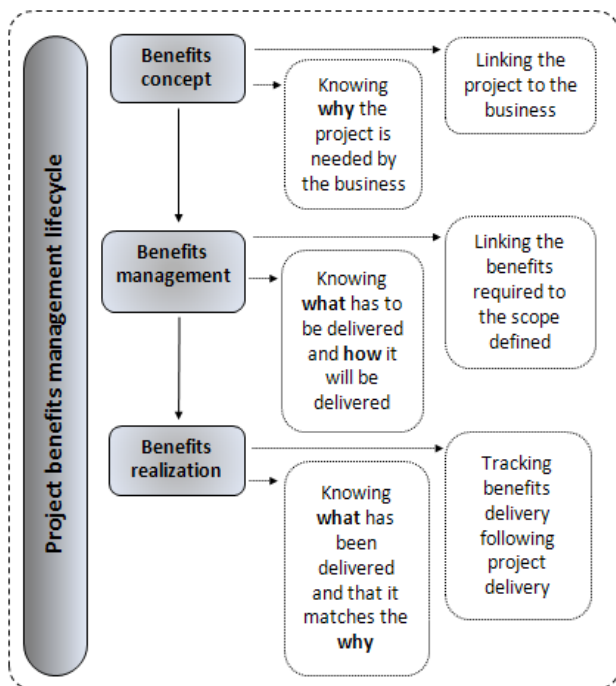 Project benefits management lifecycle
Benefits
concept
Linking the
project to the
business
Knowing
why the
project is
needed by
the business
Benefits
management
Linking the
benefits
required to
the scope
defined
Knowing
what has to
be delivered
and how it
will be
delivered
Benefits
realization
Tracking
benefits
delivery
following
project
delivery
Knowing
what has
been
delivered
and that it
matches the
why